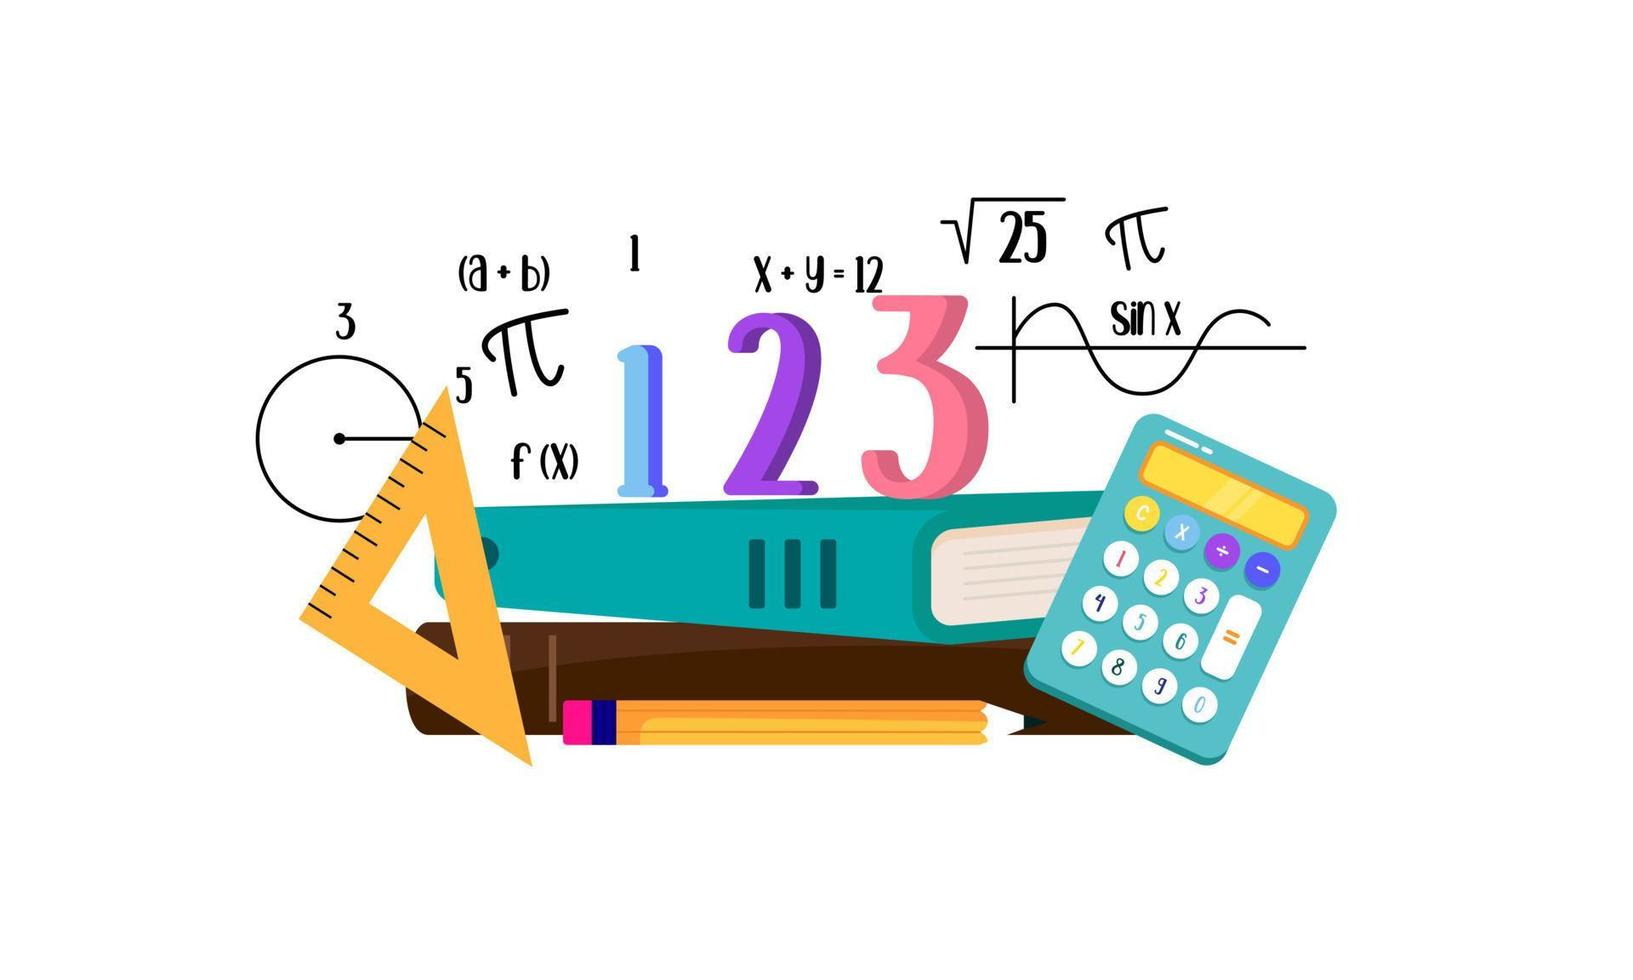 √25 π
(a + b) 1 x + y = 12
3 π sin x
5 1 2 3
f (x)
C X ÷ −
1 2 3
4 5 6 =
7 8 9 0